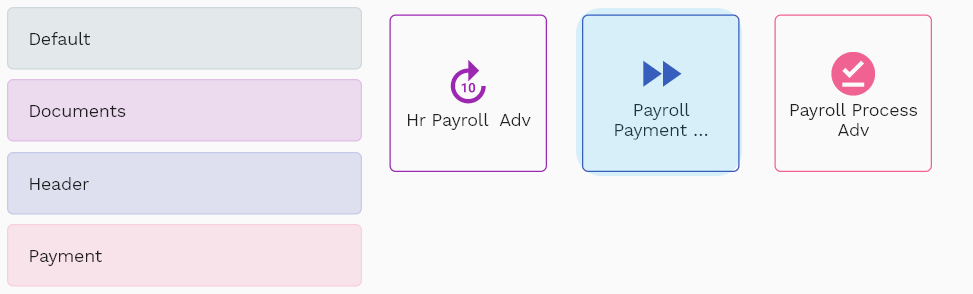 Default
Documents
Header
Payment
10
Hr Payroll  Adv
Payroll
Payment ...
Payroll Process
Adv